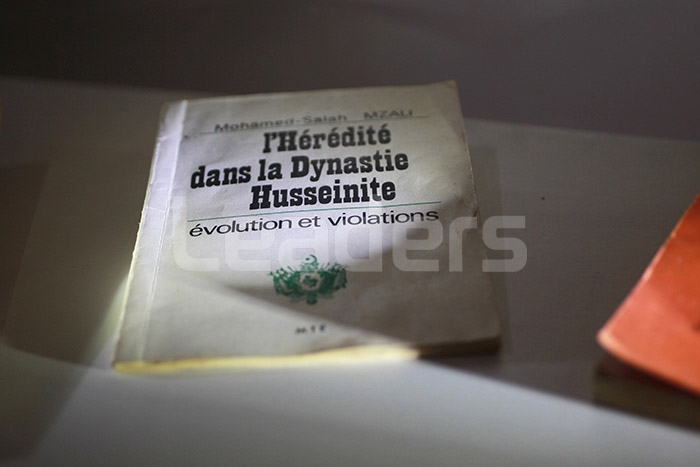 Mohamed-Salah MZALI
l'Hérédité
dans la Dynastie
Husseinite
évolution et violations
Leaders
M.T.E